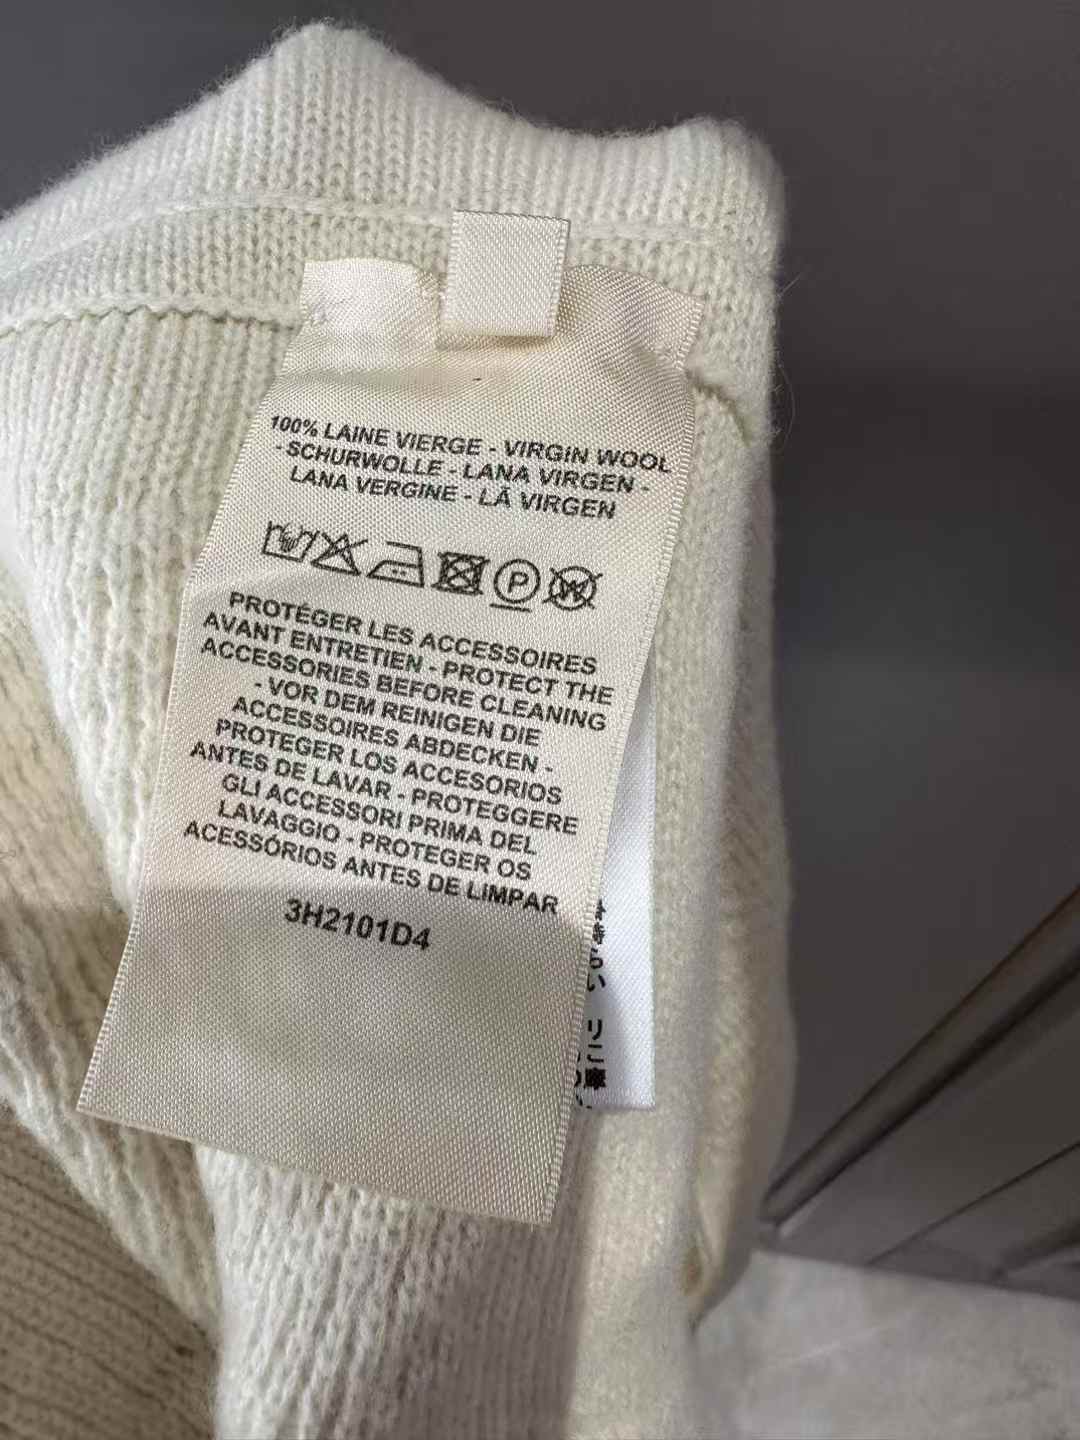 100% LAINE VIERGE - VIRGIN WOOL
- SCHURWOLLE - LANA VIRGEN -
LANA VERGINE - LÃ VIRGEN
P
W
PROTÉGER LES ACCESSOIRES
AVANT ENTRETIEN - PROTECT THE
ACCESSORIES BEFORE CLEANING
- VOR DEM REINIGEN DIE
ACCESSOIRES ABDECKEN -
PROTEGER LOS ACCESORIOS
ANTES DE LAVAR - PROTEGGERE
GLI ACCESSORI PRIMA DEL
LAVAGGIO - PROTEGER OS
ACESSÓRIOS ANTES DE LIMPAR
3H2101D4